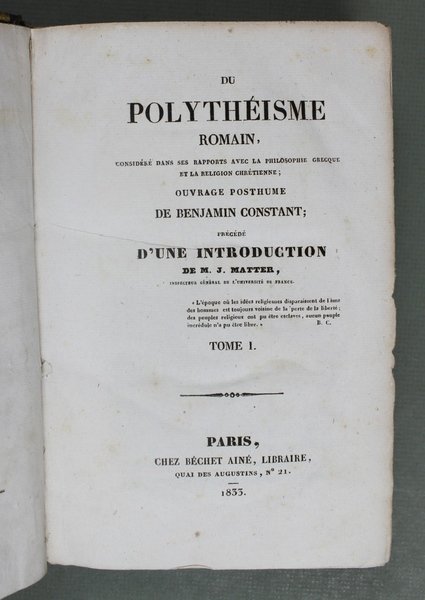 DU
POLYTHÉISME
ROMAIN,
CONSIDÉRÉ DANS SES RAPPORTS AVEC LA PHILOSOPHIE GRECQUE
ET LA RELIGION CHRÉTIENNE;
OUVRAGE POSTHUME
DE BENJAMIN CONSTANT;
PRÉCÉDÉ
D'UNE INTRODUCTION
DE M. J. MATTER,
INSPECTEUR GÉNÉRAL DE L'UNIVERSITÉ DE FRANCE.
« L'époque où les idées religieuses disparaissent de l'âme
des hommes est toujours voisine de la perte de la liberté;
des peuples religieux ont pu être esclaves, aucun peuple
incrédule n'a pu être libre. » B. C.
TOME I.
PARIS,
CHEZ BÉCHET AINÉ, LIBRAIRE,
QUAI DES AUGUSTINS, Nº 21.
1833.